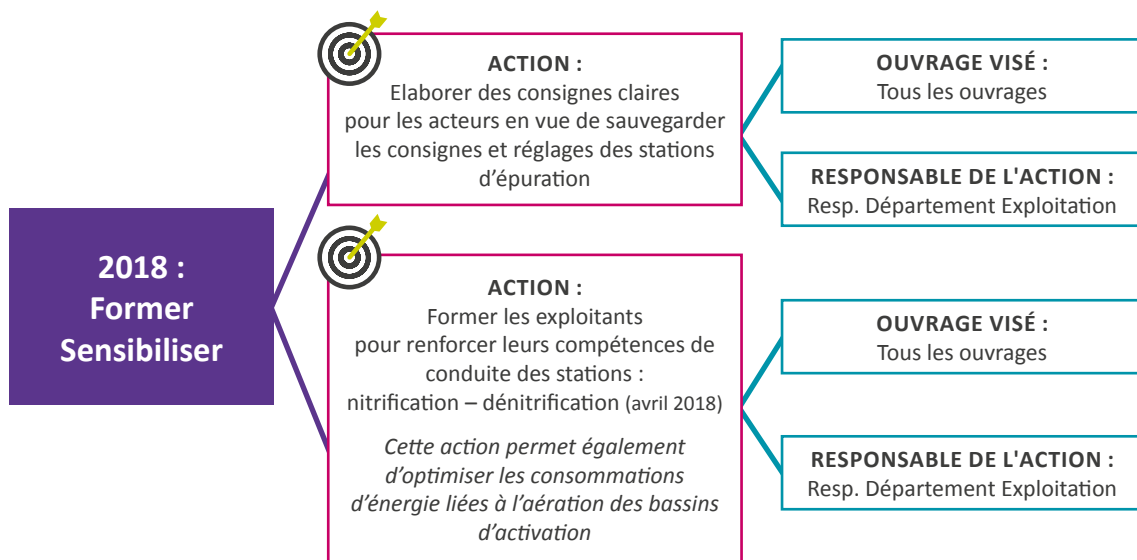 2018 :
Former
Sensibiliser
ACTION :
Elaborer des consignes claires
pour les acteurs en vue de sauvegarder
les consignes et réglages des stations
d’épuration
OUVRAGE VISÉ :
Tous les ouvrages
RESPONSABLE DE L'ACTION :
Resp. Département Exploitation
ACTION :
Former les exploitants
pour renforcer leurs compétences de
conduite des stations :
nitrification – dénitrification (avril 2018)
Cette action permet également
d’optimiser les consommations
d’énergie liées à l’aération des bassins
d’activation
OUVRAGE VISÉ :
Tous les ouvrages
RESPONSABLE DE L'ACTION :
Resp. Département Exploitation